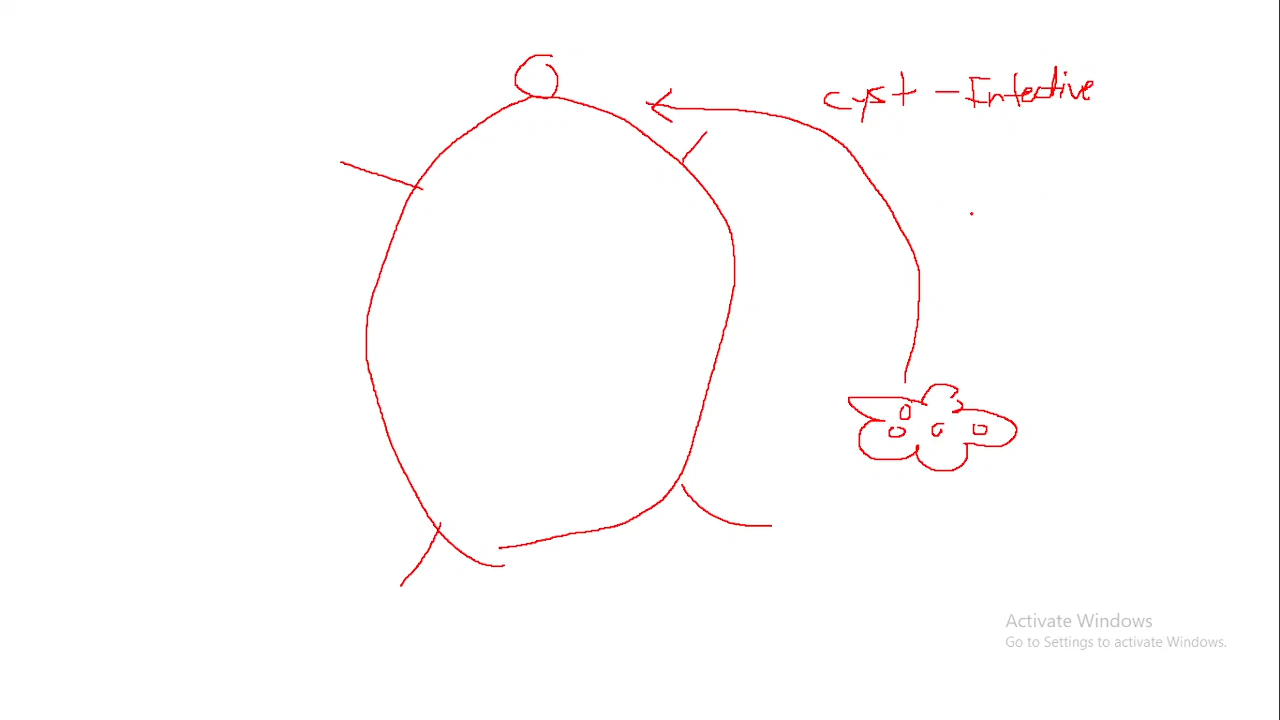 cyst - Infective
Activate Windows
Go to Settings to activate Windows.